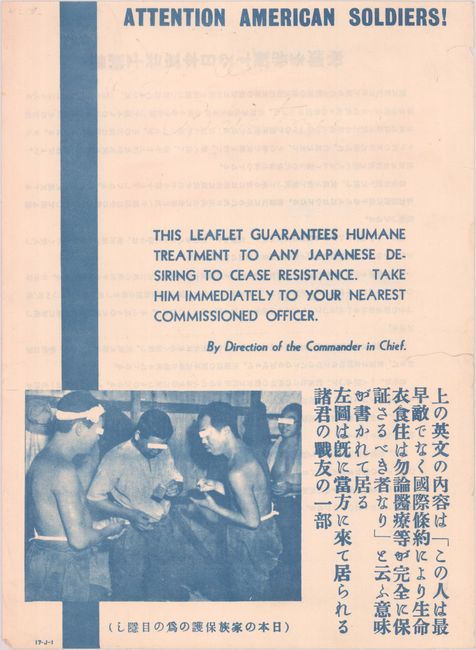 ATTENTION AMERICAN SOLDIERS!
THIS LEAFLET GUARANTEES HUMANE
TREATMENT TO ANY JAPANESE DE-
SIRING TO CEASE RESISTANCE. TAKE
HIM IMMEDIATELY TO YOUR NEAREST
COMMISSIONED OFFICER.
By Direction of the Commander in Chief.
上の英文の內容は「この人は最
早敵でなく國際條約により生命
衣食住は勿論醫療等が完全に保
証さるべき者なり」と云ふ意味
が書かれて居る
左圖は既に當方に來て居られる
諸君の戰友の一部
(日本の家族保護の爲の目隱し)
17-J-1